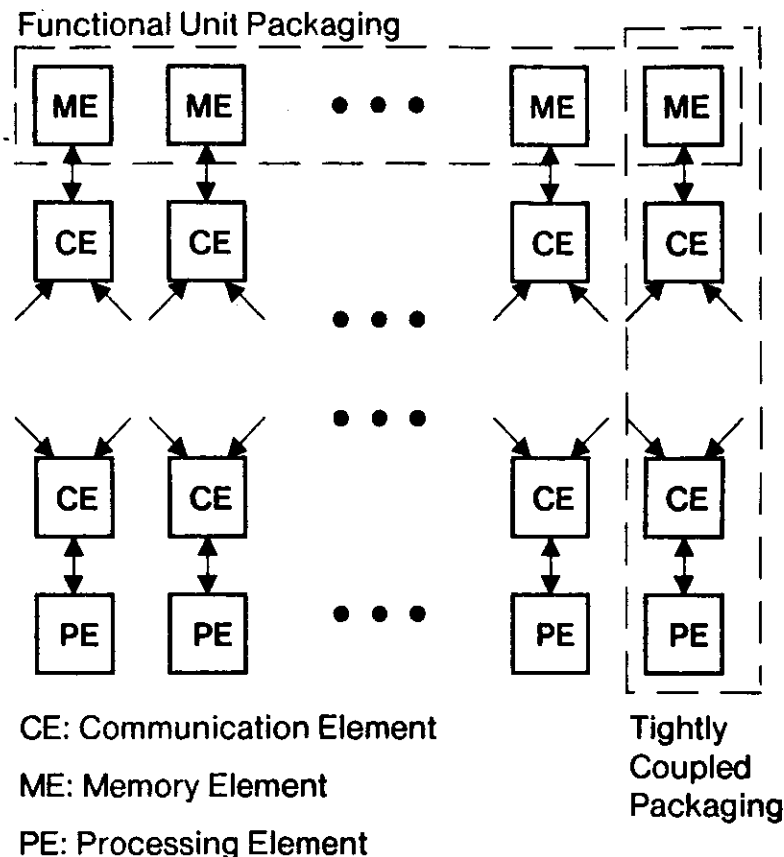 Functional Unit Packaging
ME ME ME ME
CE CE CE CE
CE CE CE CE
PE PE PE PE
CE: Communication Element
ME: Memory Element
PE: Processing Element
Tightly
Coupled
Packaging